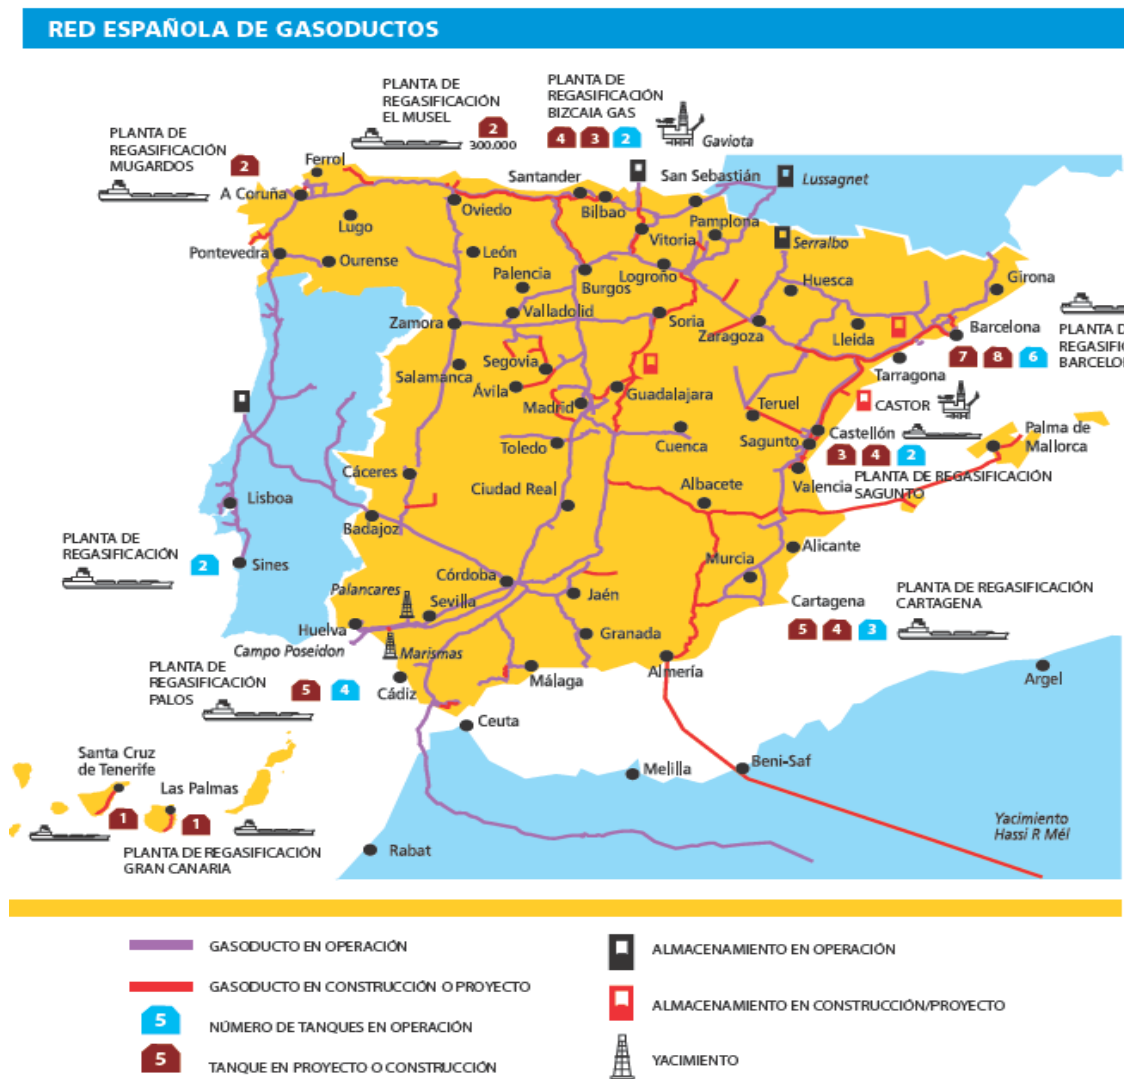 RED ESPAÑOLA DE GASODUCTOS
PLANTA DE
REGASIFICACIÓN
EL MUSEL
2
300.000
PLANTA DE
REGASIFICACIÓN
BIZCAIA GAS
4 3 2
Gaviota
PLANTA DE
REGASIFICACIÓN
MUGARDOS
2
Ferrol
A Coruña
Santander
San Sebastián
Lussagnet
Oviedo
Bilbao
Lugo
Pamplona
Vitoria
Serralbo
Pontevedra
Ourense
León
Palencia
Logroño
Burgos
Huesca
Girona
Valladolid
Zamora
Soria
Zaragoza
Lleida
Barcelona
PLANTA D
REGASIFI
BARCELO
7 8 6
Segovia
Salamanca
Ávila
Guadalajara
Tarragona
Madrid
Teruel
CASTOR
Toledo
Cuenca
Sagunto
Castellón
3 4 2
Palma de
Mallorca
Cáceres
Valencia
PLANTA DE REGASIFICACIÓN
SAGUNTO
Ciudad Real
Albacete
Lisboa
Badajoz
PLANTA DE
REGASIFICACIÓN
2
Sines
Alicante
Murcia
Córdoba
Palancares
Sevilla
Jaén
Cartagena
5 4 3
PLANTA DE REGASIFICACIÓN
CARTAGENA
Huelva
Campo Poseidon
Marismas
Granada
PLANTA DE
REGASIFICACIÓN
PALOS
5 4
Cádiz
Málaga
Almería
Argel
Ceuta
Santa Cruz
de Tenerife
Las Palmas
Melilla
Beni-Saf
1
1
Yacimiento
Hassi R Mél
PLANTA DE REGASIFICACIÓN
GRAN CANARIA
Rabat
GASODUCTO EN OPERACIÓN
GASODUCTO EN CONSTRUCCIÓN O PROYECTO
5 NÚMERO DE TANQUES EN OPERACIÓN
5 TANQUE EN PROYECTO O CONSTRUCCIÓN
ALMACENAMIENTO EN OPERACIÓN
ALMACENAMIENTO EN CONSTRUCCIÓN/PROYECTO
YACIMIENTO